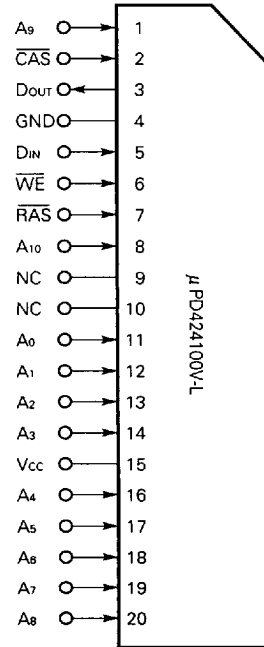 A9 1
CAS 2
DOUT 3
GND 4
DIN 5
WE 6
RAS 7
A10 8
NC 9
NC 10
A0 11
A1 12
A2 13
A3 14
Vcc 15
A4 16
A5 17
A6 18
A7 19
A8 20
μPD424100V-L